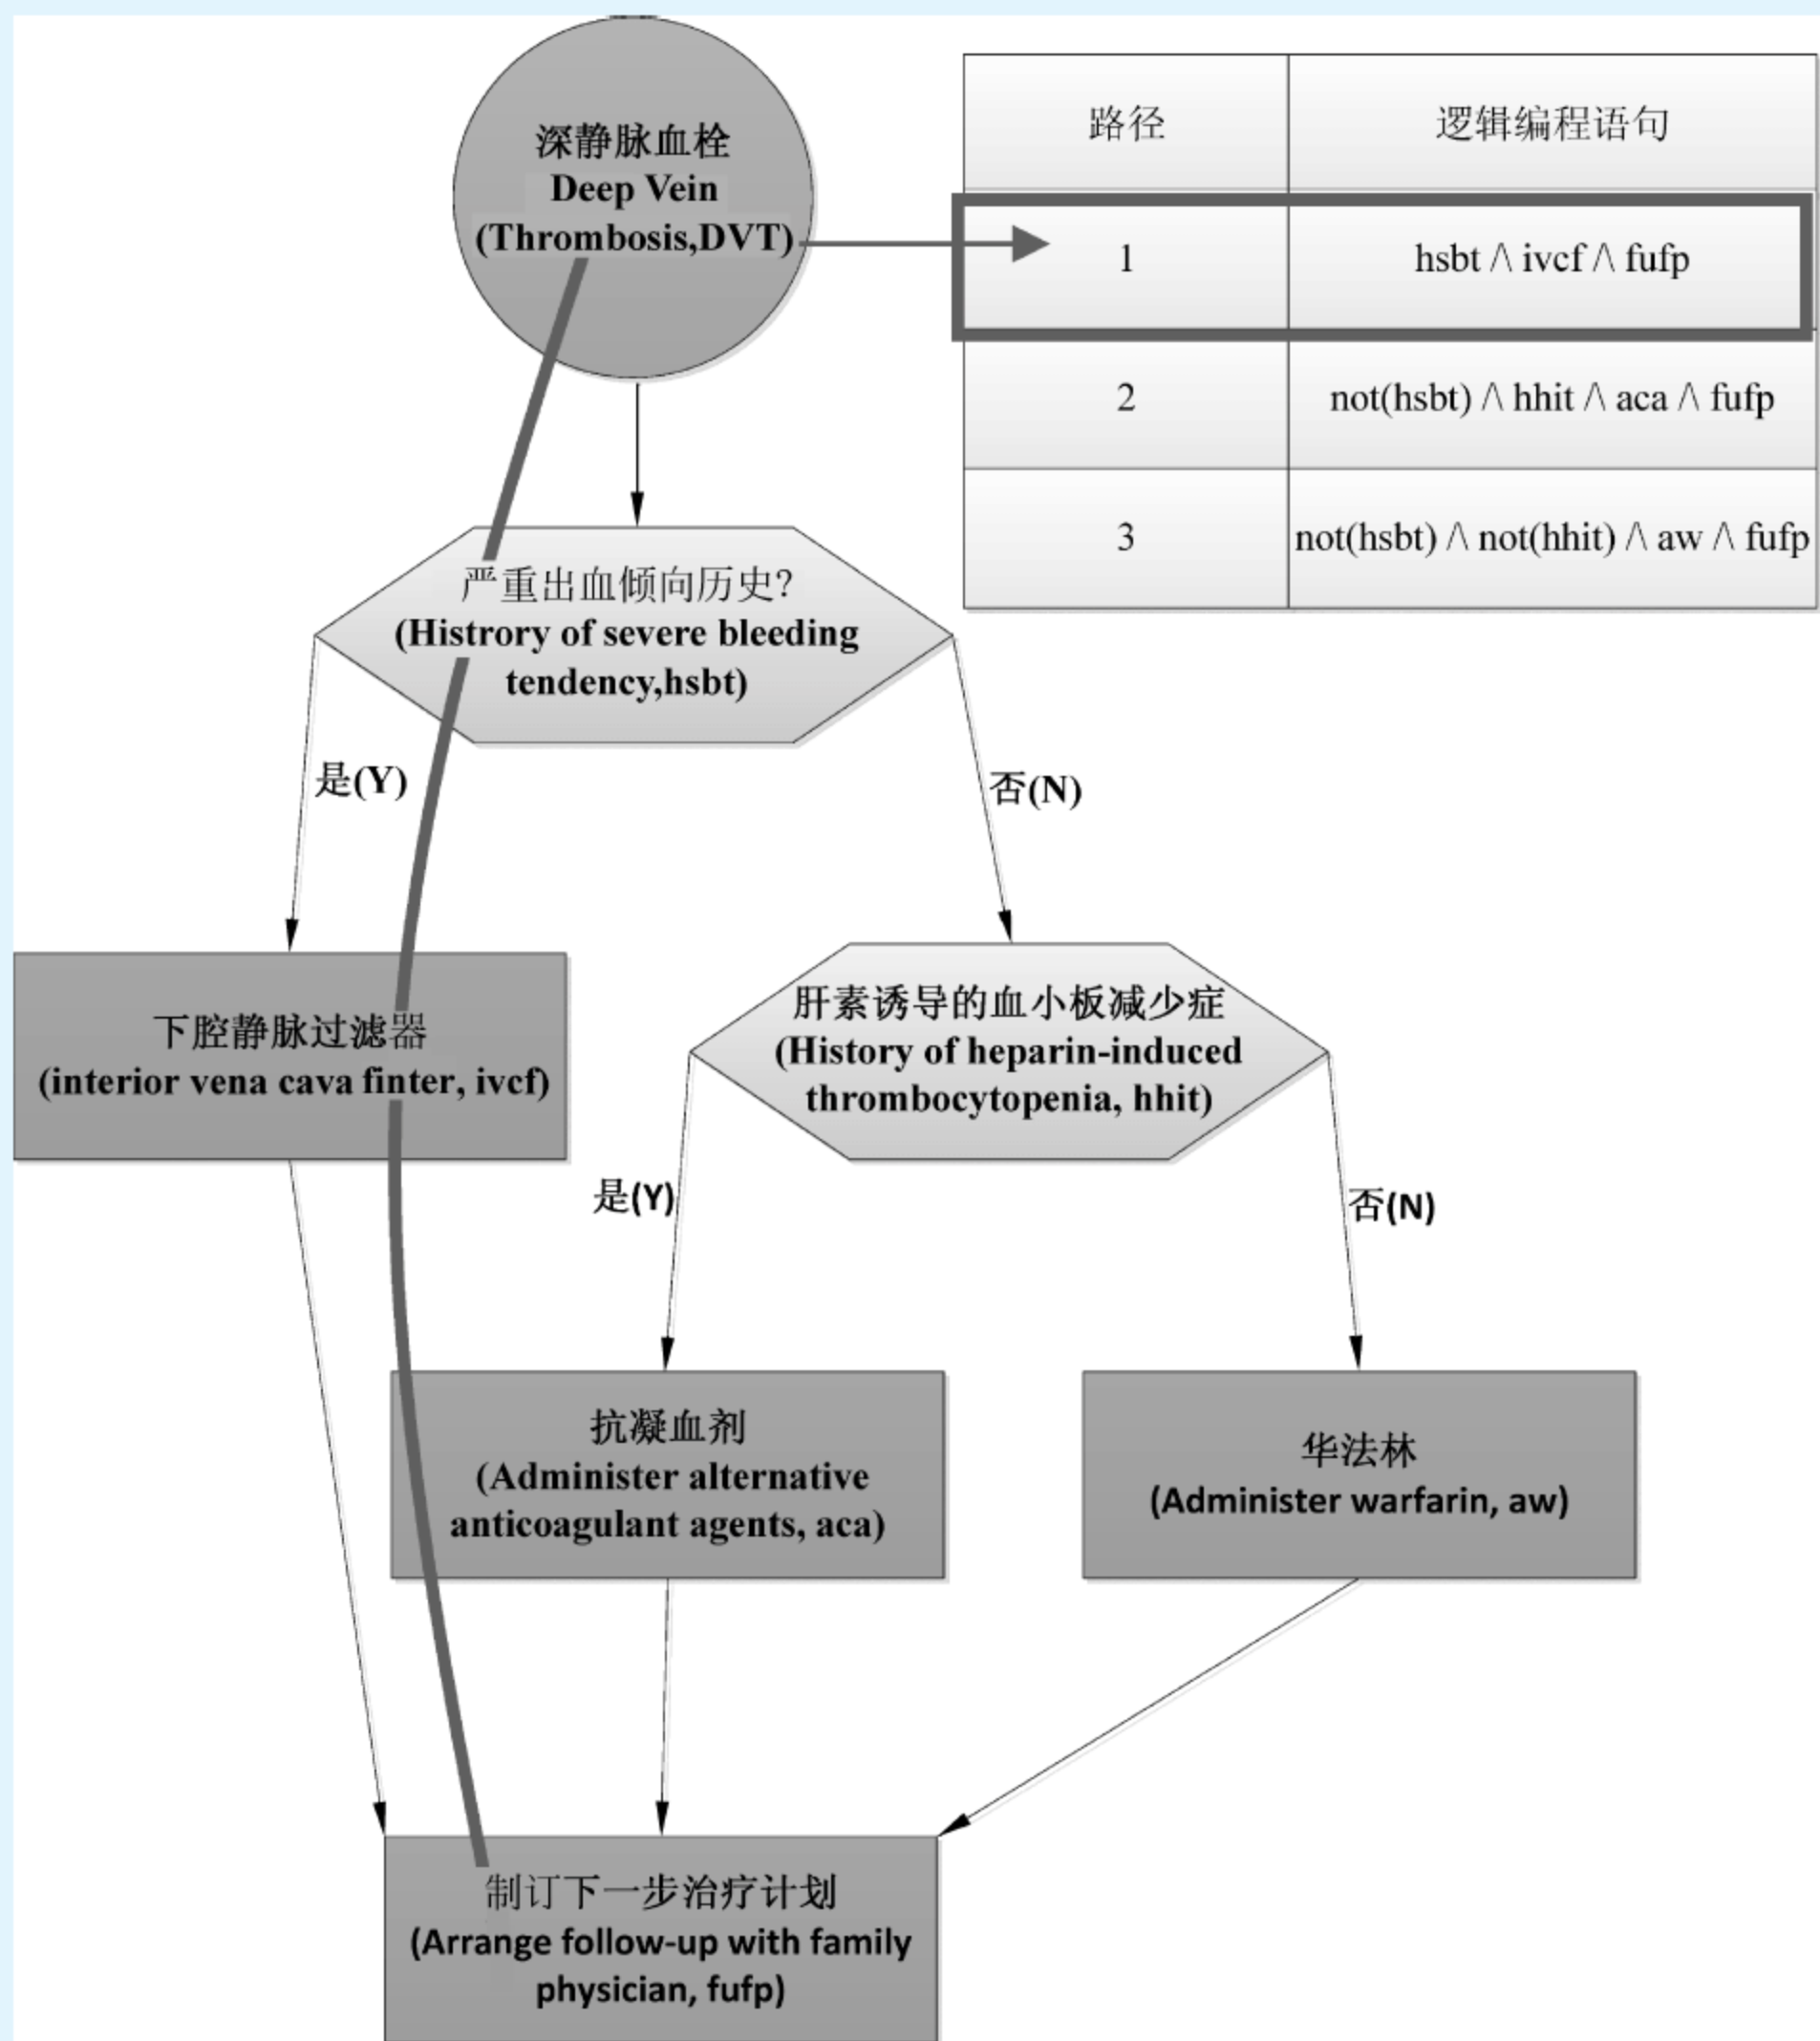 深静脉血栓
Deep Vein
(Thrombosis,DVT)
路径 逻辑编程语句
1 hsbt /\ ivcf /\ fufp
2 not(hsbt) /\ hhit /\ aca /\ fufp
3 not(hsbt) /\ not(hhit) /\ aw /\ fufp
严重出血倾向历史?
(Histrory of severe bleeding
tendency,hsbt)
是(Y)
否(N)
下腔静脉过滤器
(interior vena cava finter, ivcf)
肝素诱导的血小板减少症
(History of heparin-induced
thrombocytopenia, hhit)
是(Y)
否(N)
抗凝血剂
(Administer alternative
anticoagulant agents, aca)
华法林
(Administer warfarin, aw)
制订下一步治疗计划
(Arrange follow-up with family
physician, fufp)